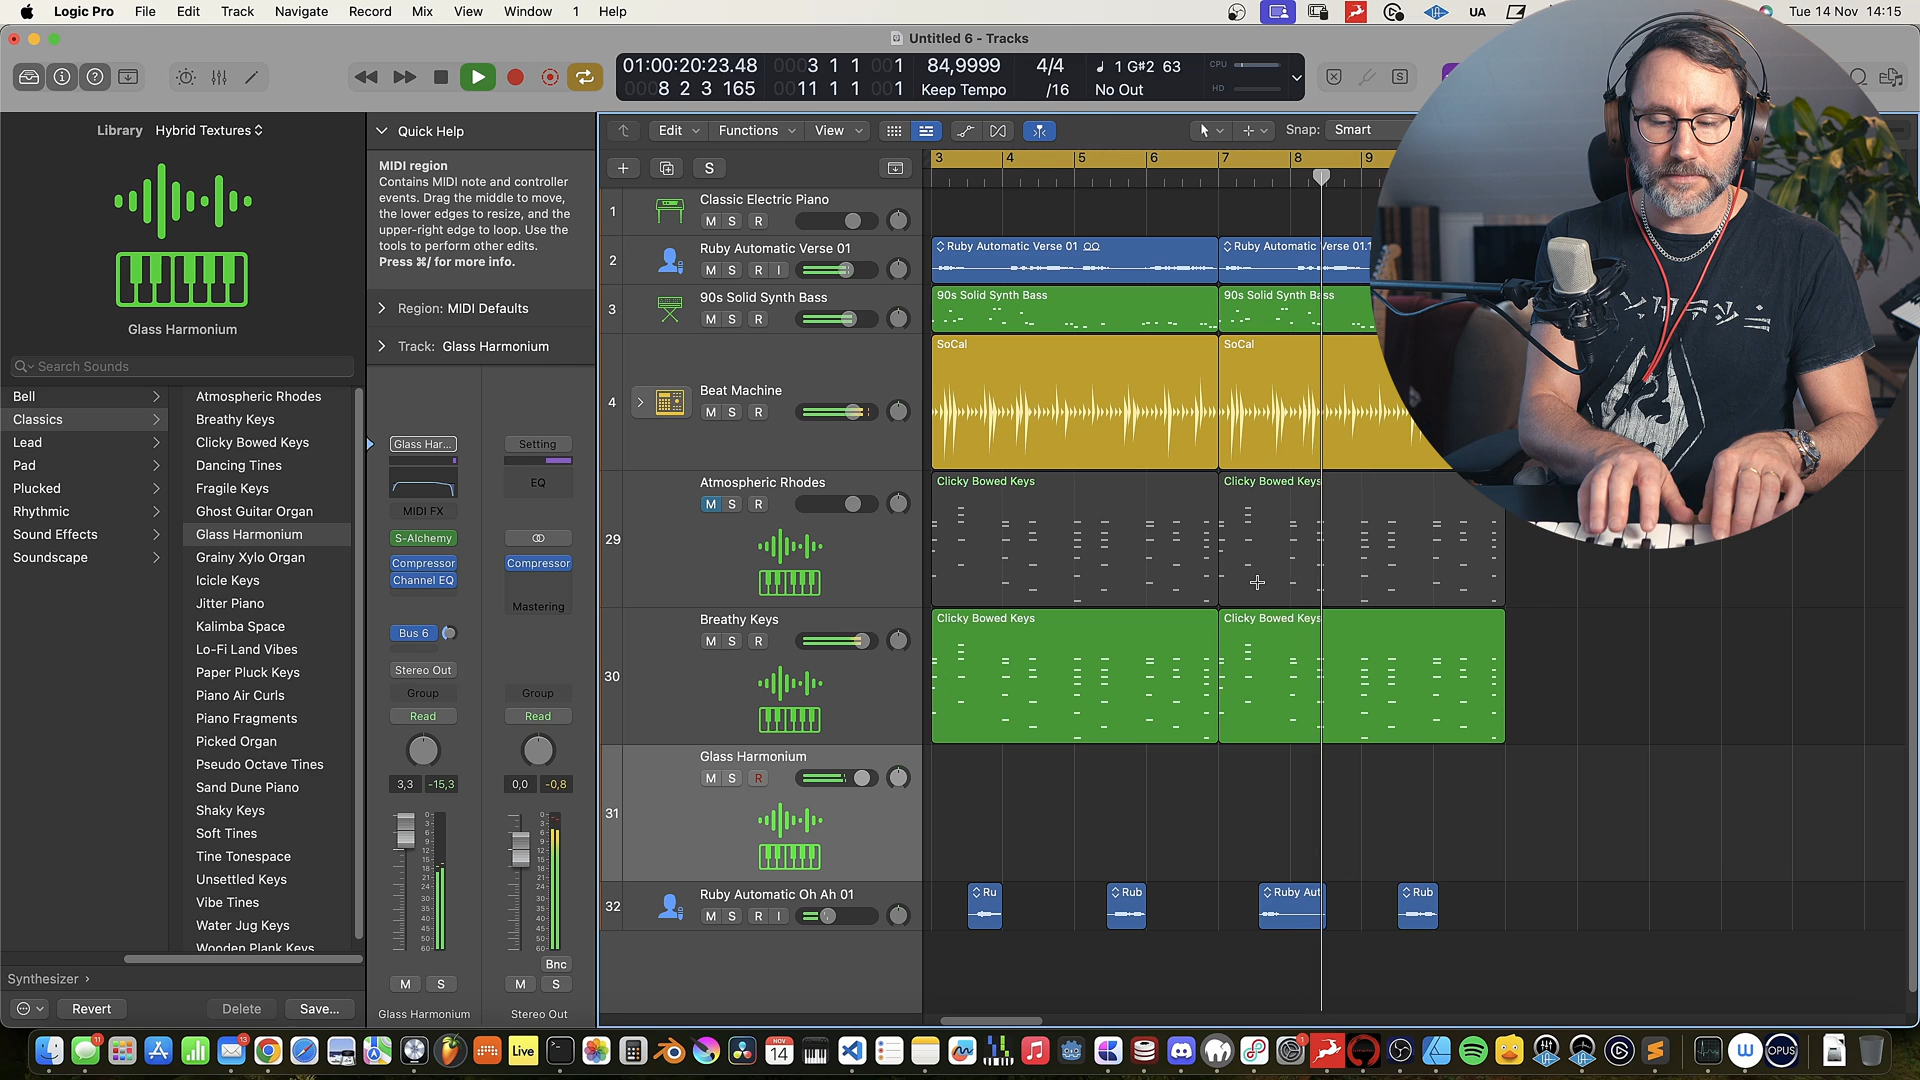 Logic Pro File Edit Track Navigate Record Mix View Window 1 Help
UA
Tue 14 Nov 14:15
Untitled 6 - Tracks
01:00:20:23.48 0003 1 1 001 84,9999 4/4 1 G#2 63
0008 2 3 165 0011 1 1 001 Keep Tempo /16 No Out
CPU
HD
Library Hybrid Textures
Glass Harmonium
Search Sounds
Bell
Classics
Lead
Pad
Plucked
Rhythmic
Sound Effects
Soundscape
Atmospheric Rhodes
Breathy Keys
Clicky Bowed Keys
Dancing Tines
Fragile Keys
Ghost Guitar Organ
Glass Harmonium
Grainy Xylo Organ
Icicle Keys
Jitter Piano
Kalimba Space
Lo-Fi Land Vibes
Paper Pluck Keys
Piano Air Curls
Piano Fragments
Picked Organ
Pseudo Octave Tines
Sand Dune Piano
Shaky Keys
Soft Tines
Tine Tonespace
Unsettled Keys
Vibe Tines
Water Jug Keys
Wooden Plank Keys
Synthesizer
Revert Delete Save...
Quick Help
MIDI region
Contains MIDI note and controller
events. Drag the middle to move,
the lower edges to resize, and the
upper-right edge to loop. Use the
tools to perform other edits.
Press ⌘/ for more info.
Region: MIDI Defaults
Track: Glass Harmonium
Glass Har... Setting
EQ
MIDI FX
S-Alchemy
Compressor Compressor
Channel EQ
Mastering
Bus 6
Stereo Out
Group Group
Read Read
3,3 -15,3 0,0 -0,8
Bnc
M S M S
Glass Harmonium Stereo Out
Edit Functions View Snap: Smart
S
3 4 5 6 7 8 9
1 Classic Electric Piano
M S R
2 Ruby Automatic Verse 01
M S R I
Ruby Automatic Verse 01 Ruby Automatic Verse 01.1
3 90s Solid Synth Bass
M S R
90s Solid Synth Bass 90s Solid Synth Bass
4 Beat Machine
M S R
SoCal SoCal
29 Atmospheric Rhodes
M S R
Clicky Bowed Keys Clicky Bowed Keys
30 Breathy Keys
M S R
Clicky Bowed Keys Clicky Bowed Keys
31 Glass Harmonium
M S R
32 Ruby Automatic Oh Ah 01
M S R I
Ru Rub Ruby Aut Rub
NOV
14
Live
OPUS